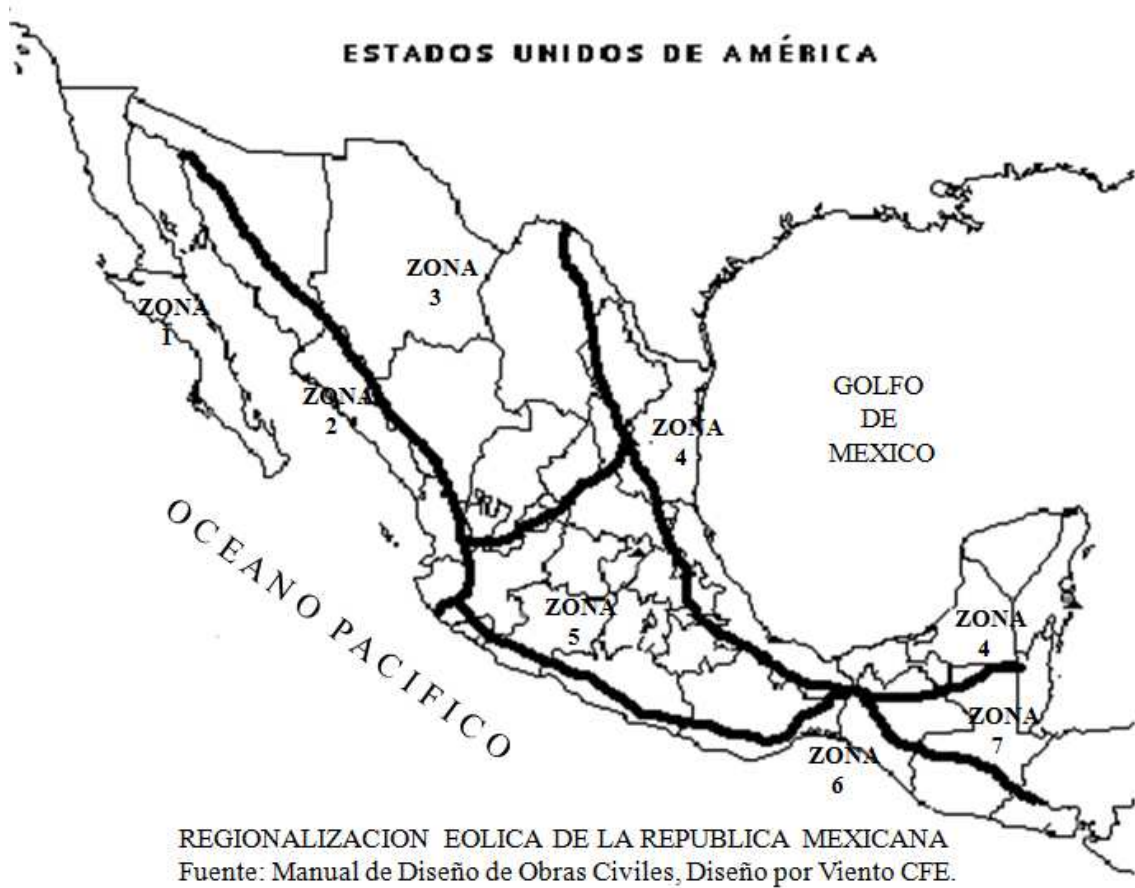 ESTADOS UNIDOS DE AMÉRICA
ZONA
3
ZONA
1
ZONA
2
GOLFO
DE
MEXICO
ZONA
4
OCEANO PACIFICO
ZONA
5
ZONA
4
ZONA
7
ZONA
6
REGIONALIZACION EOLICA DE LA REPUBLICA MEXICANA
Fuente: Manual de Diseño de Obras Civiles, Diseño por Viento CFE.